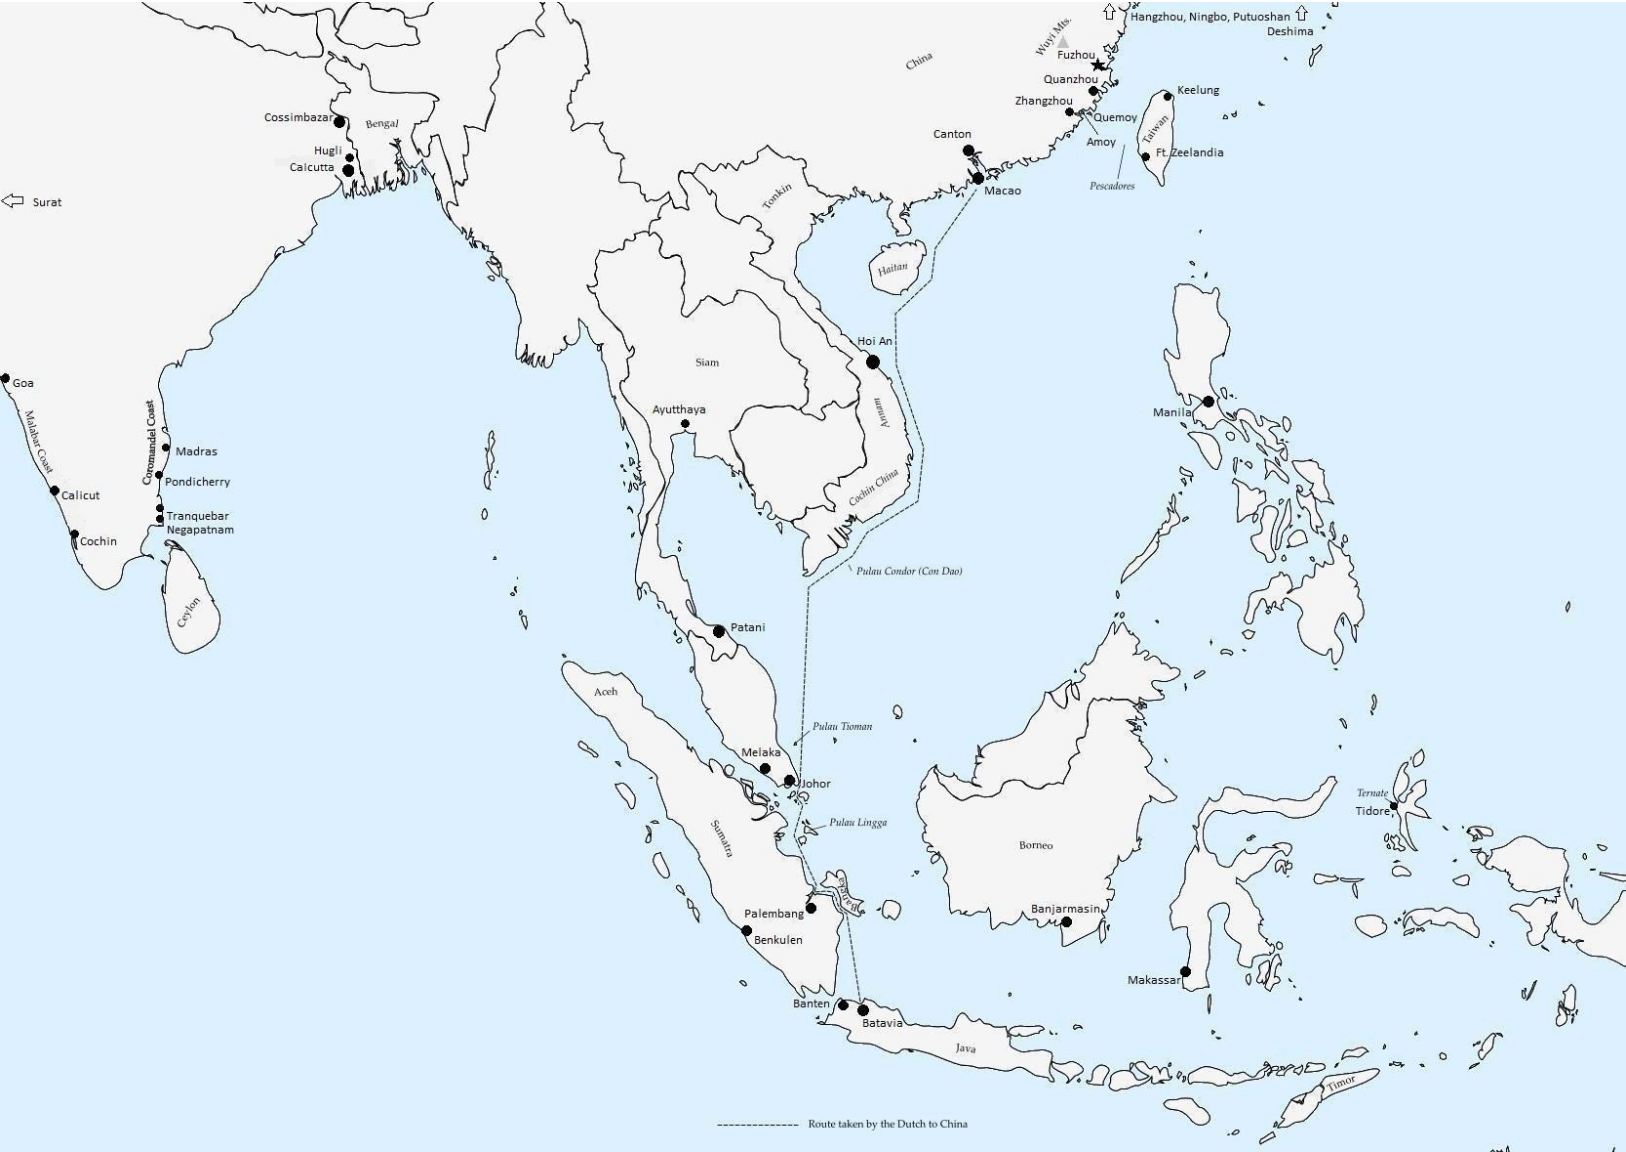 Hangzhou, Ningbo, Putuoshan
Deshima
Wuyi Mts.
China
Fuzhou
Quanzhou
Keelung
Zhangzhou
Quemoy
Cossimbazar
Bengal
Taiwan
Canton
Amoy
Hugli
Ft. Zeelandia
Calcutta
Pescadores
Macao
Tonkin
Surat
Haitan
Hoi An
Siam
Goa
Ayutthaya
Annam
Manila
Malabar Coast
Coromandel Coast
Madras
Pondicherry
Calicut
Cochin China
Tranquebar
Negapatnam
Cochin
Pulau Condor (Con Dao)
Ceylon
Patani
Aceh
Pulau Tioman
Melaka
Johor
Ternate
Tidore
Pulau Lingga
Sumatra
Borneo
Bangka
Palembang
Banjarmasin
Benkulen
Makassar
Banten
Batavia
Java
Timor
Route taken by the Dutch to China